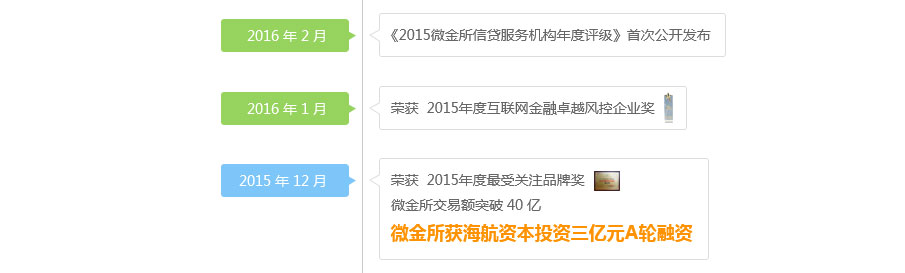 2016 年 2 月
《2015微金所信贷服务机构年度评级》首次公开发布
2016 年 1 月
荣获 2015年度互联网金融卓越风控企业奖
2015 年 12 月
荣获 2015年度最受关注品牌奖
微金所交易额突破 40 亿
微金所获海航资本投资三亿元A轮融资